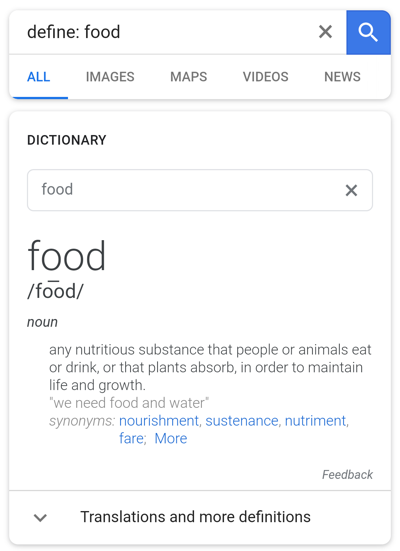 define: food
ALL IMAGES MAPS VIDEOS NEWS
DICTIONARY
food
food
/fo͞od/
noun
any nutritious substance that people or animals eat
or drink, or that plants absorb, in order to maintain
life and growth.
"we need food and water"
synonyms: nourishment, sustenance, nutriment,
fare; More
Feedback
Translations and more definitions